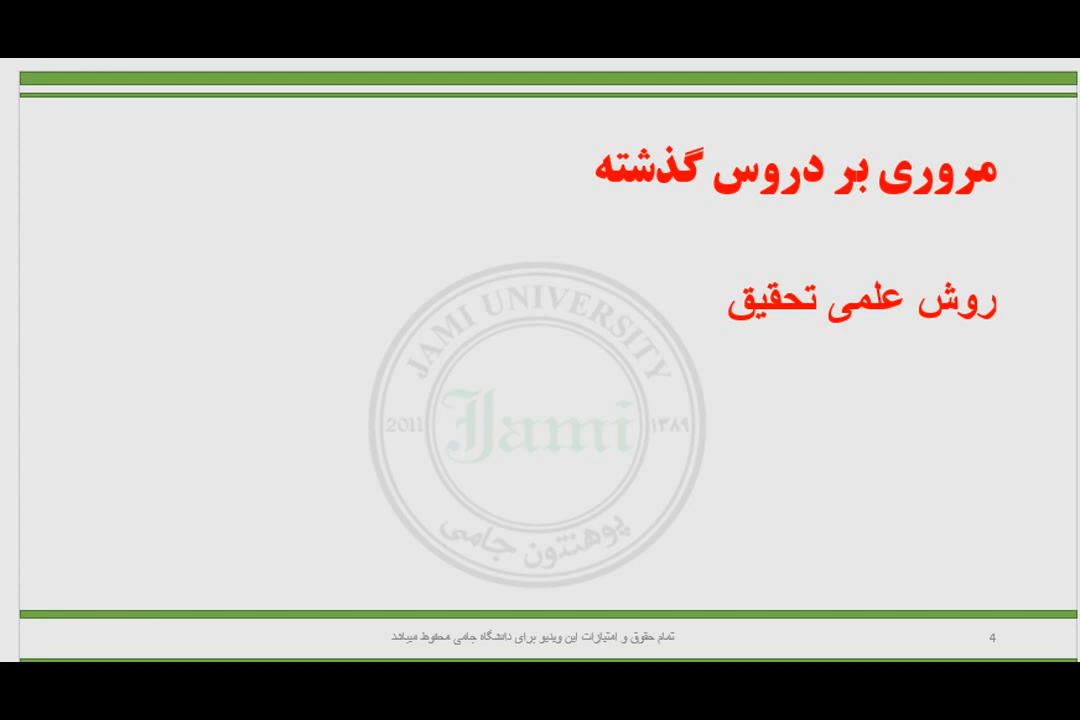 مروری بر دروس گذشته
روش علمی تحقیق
JAMI UNIVERSITY
2011 Jami ۱۳۸۹
پوهنتون جامی
تمام حقوق و امتیازات این ویدیو برای دانشگاه جامی محفوظ میباشد
4